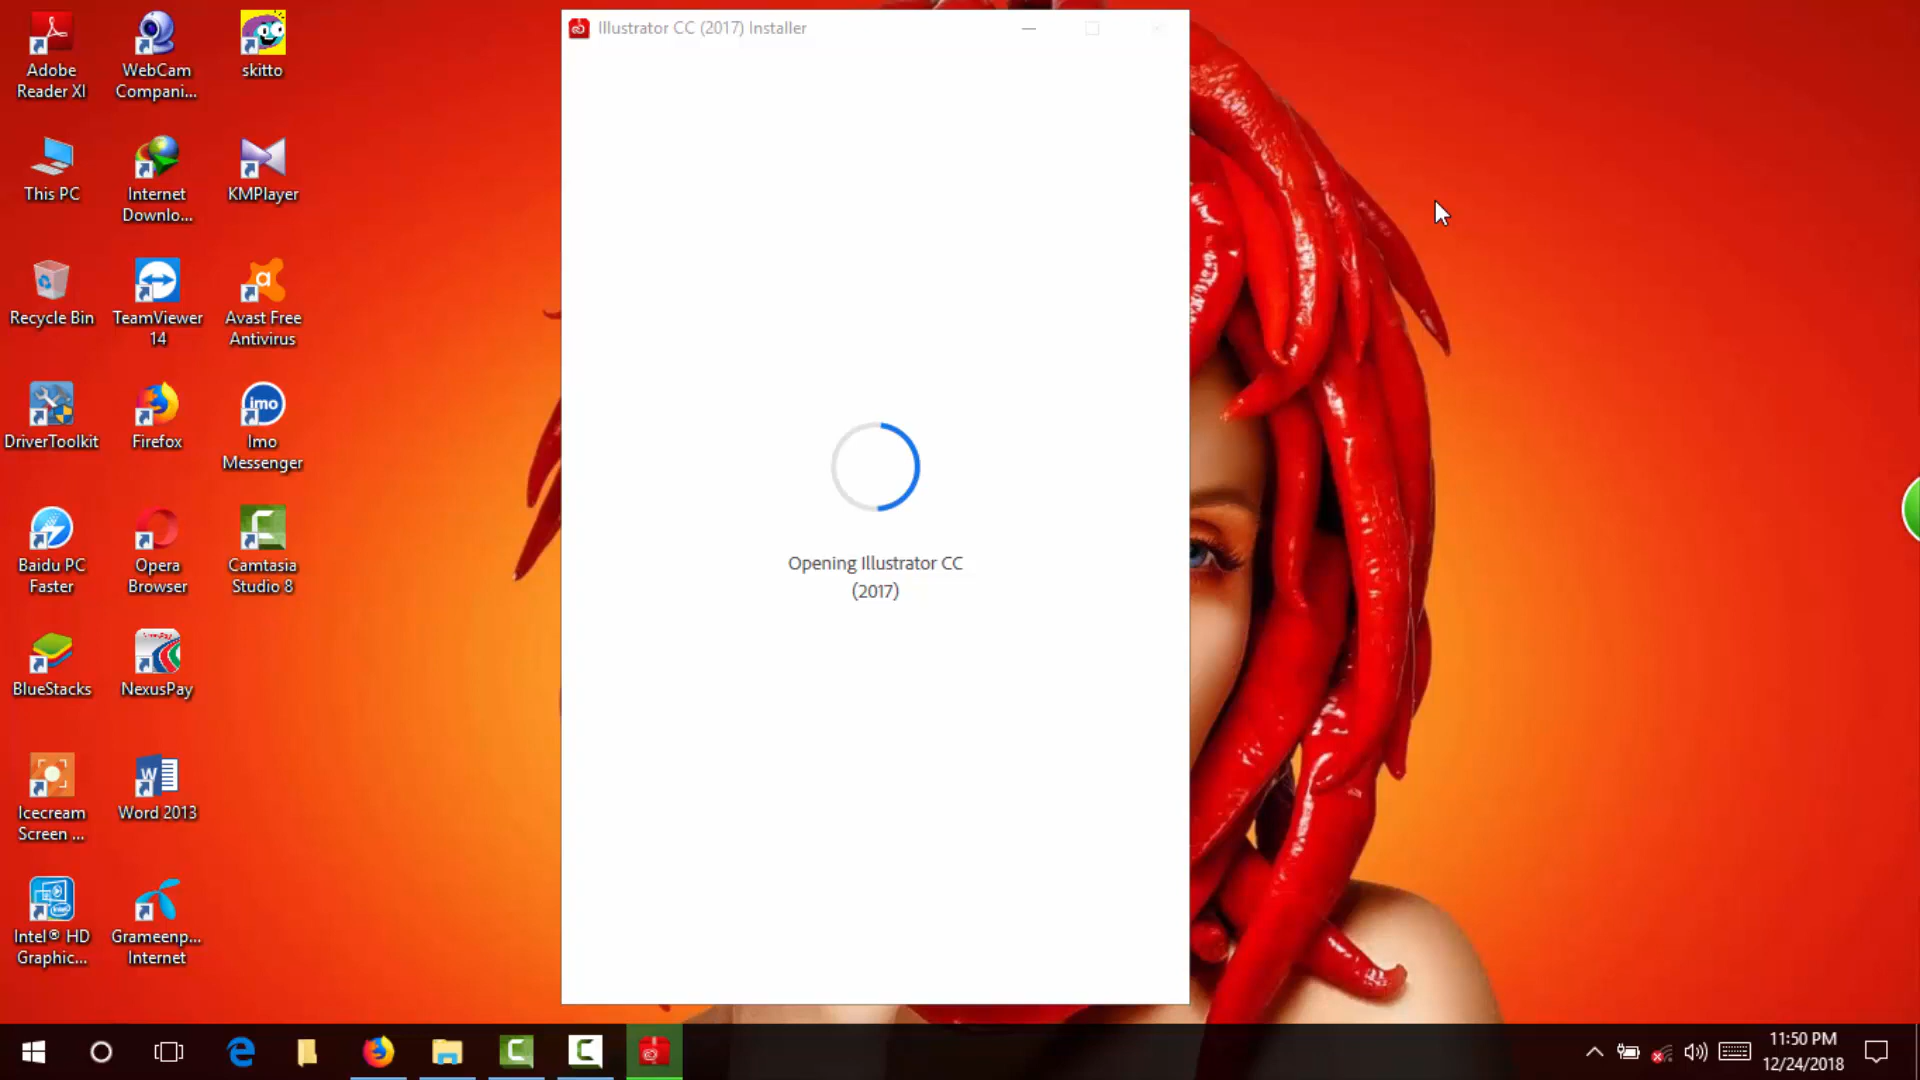 Illustrator CC (2017) Installer
Opening Illustrator CC
(2017)
Adobe
Reader XI
WebCam
Compani...
skitto
This PC
Internet
Downlo...
KMPlayer
Recycle Bin
TeamViewer
14
Avast Free
Antivirus
DriverToolkit
Firefox
imo
Imo
Messenger
Baidu PC
Faster
Opera
Browser
Camtasia
Studio 8
BlueStacks
NexusPay
Icecream
Screen ...
Word 2013
Intel® HD
Graphic...
Grameenp...
Internet
11:50 PM
12/24/2018